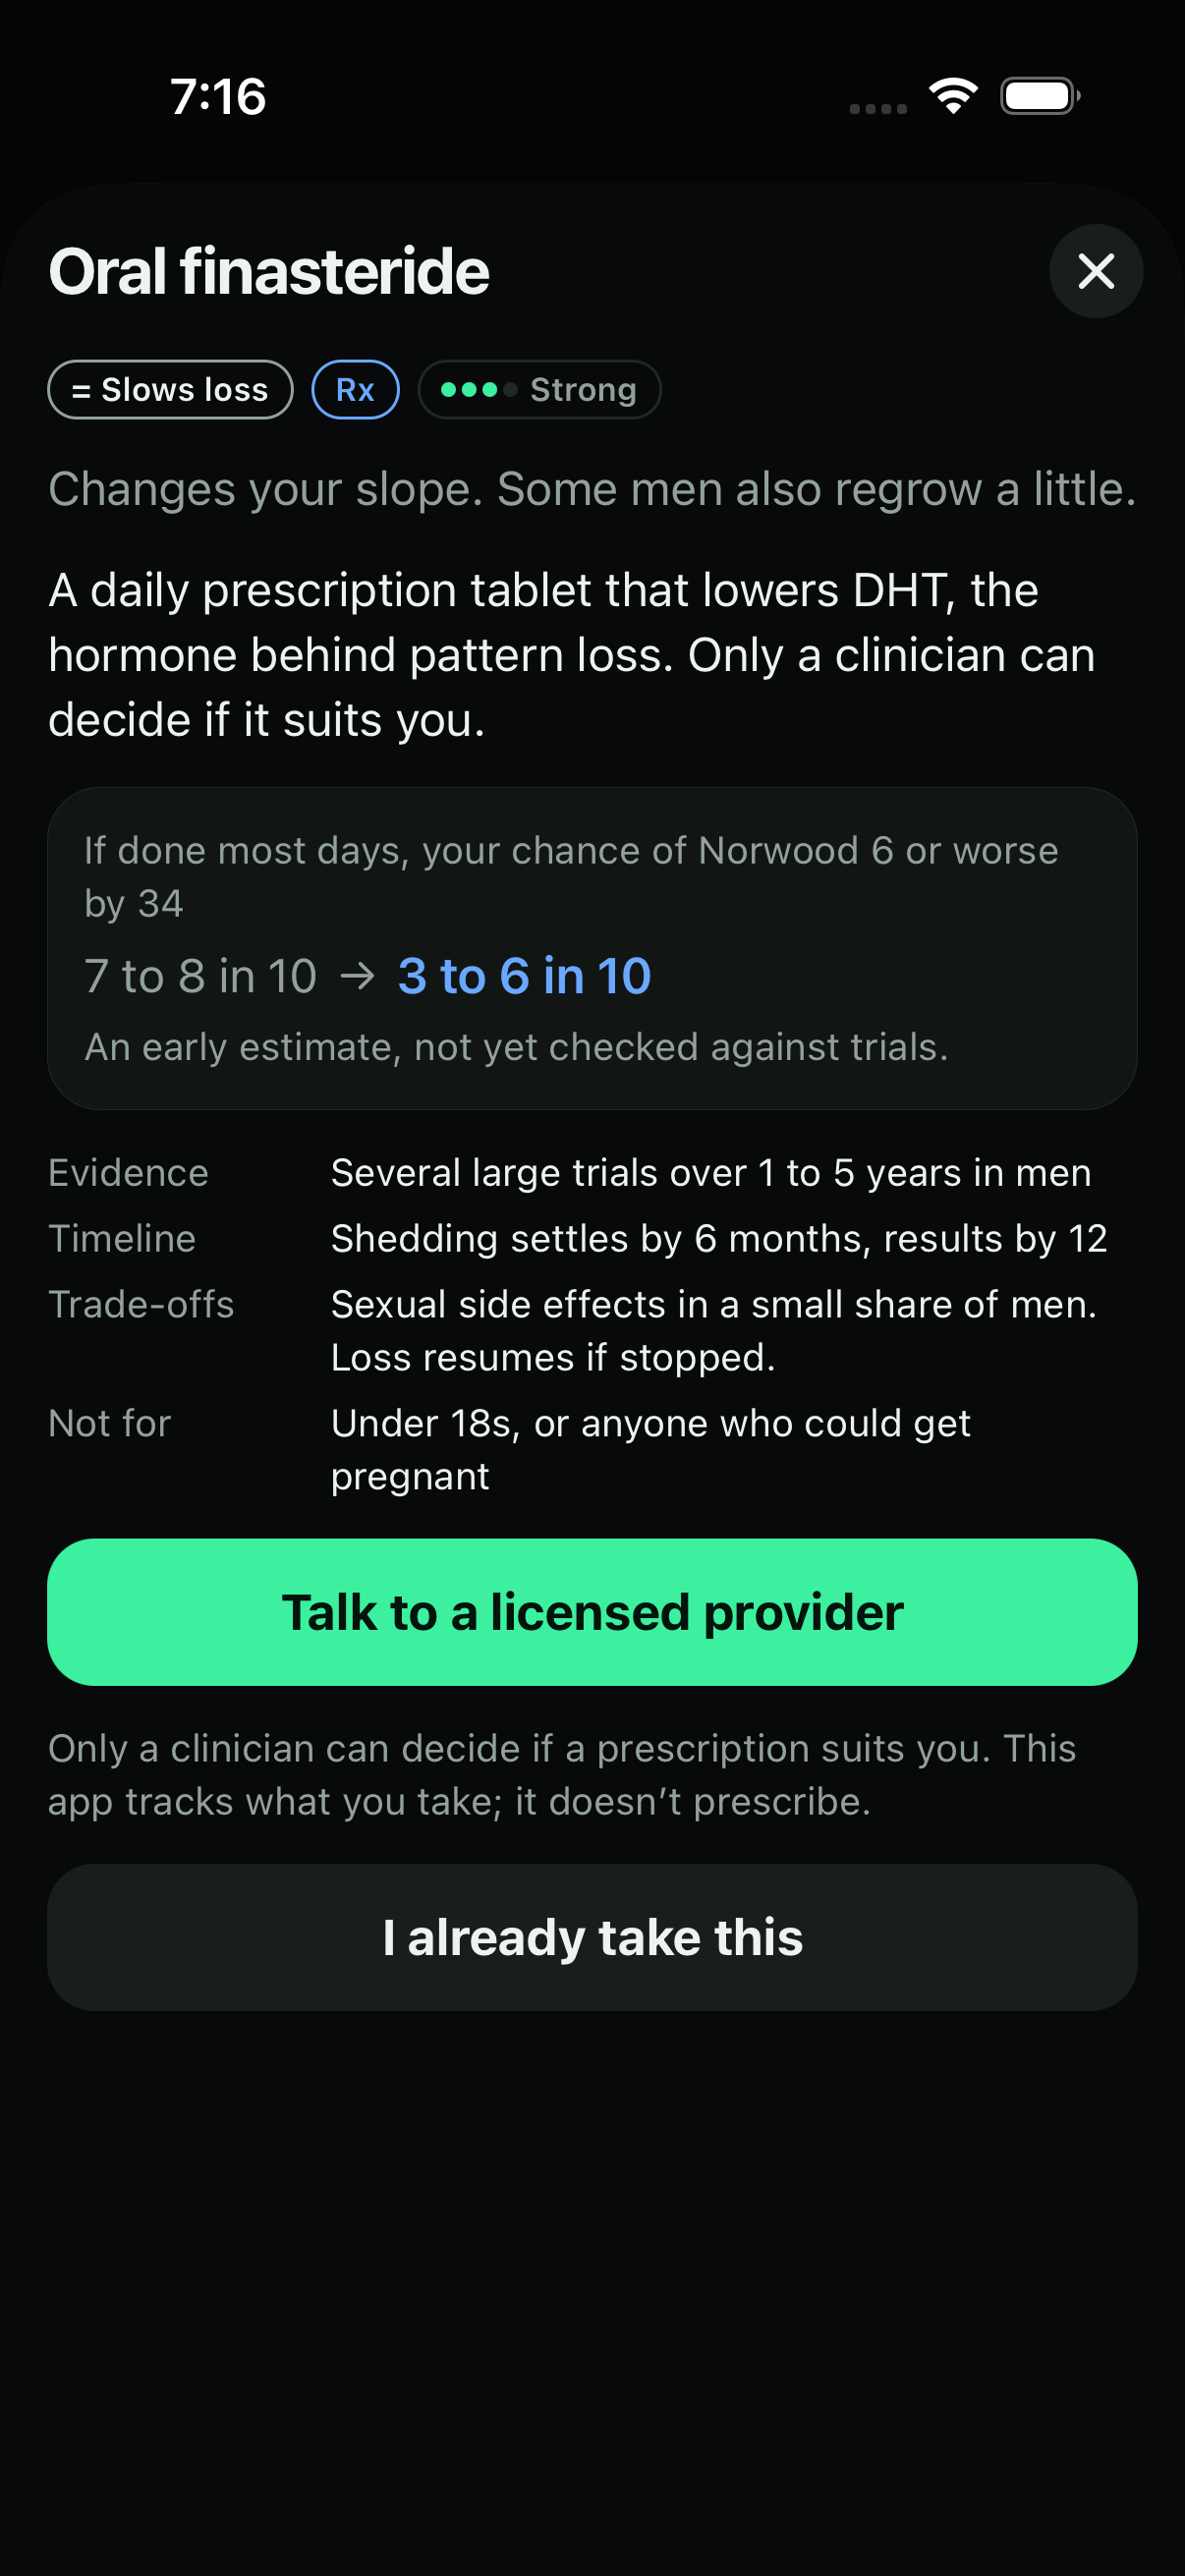 7:16
Oral finasteride
= Slows loss
Rx
Strong
Changes your slope. Some men also regrow a little.
A daily prescription tablet that lowers DHT, the
hormone behind pattern loss. Only a clinician can
decide if it suits you.
If done most days, your chance of Norwood 6 or worse
by 34
7 to 8 in 10 → 3 to 6 in 10
An early estimate, not yet checked against trials.
Evidence Several large trials over 1 to 5 years in men
Timeline Shedding settles by 6 months, results by 12
Trade-offs Sexual side effects in a small share of men.
Loss resumes if stopped.
Not for Under 18s, or anyone who could get
pregnant
Talk to a licensed provider
Only a clinician can decide if a prescription suits you. This
app tracks what you take; it doesn’t prescribe.
I already take this